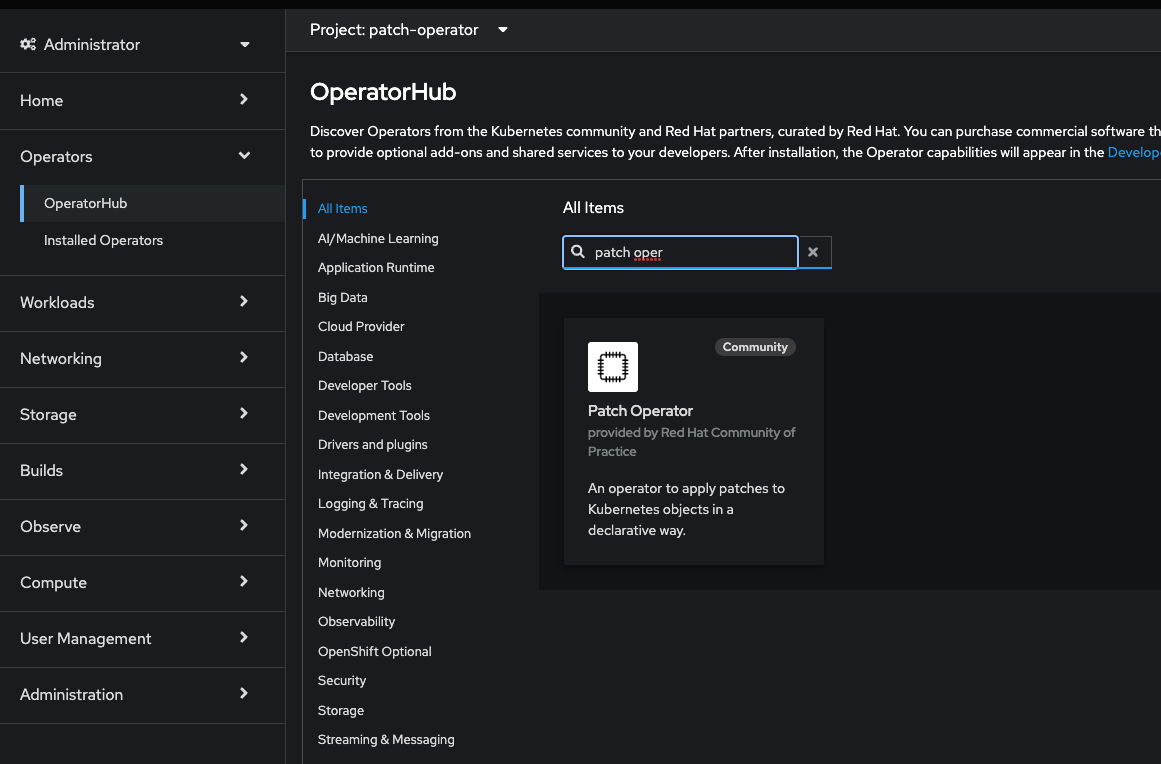 Administrator
Home
Operators
OperatorHub
Installed Operators
Workloads
Networking
Storage
Builds
Observe
Compute
User Management
Administration
Project: patch-operator
OperatorHub
Discover Operators from the Kubernetes community and Red Hat partners, curated by Red Hat. You can purchase commercial software th
to provide optional add-ons and shared services to your developers. After installation, the Operator capabilities will appear in the Develope
All Items
AI/Machine Learning
Application Runtime
Big Data
Cloud Provider
Database
Developer Tools
Development Tools
Drivers and plugins
Integration & Delivery
Logging & Tracing
Modernization & Migration
Monitoring
Networking
Observability
OpenShift Optional
Security
Storage
Streaming & Messaging
All Items
patch oper
Community
Patch Operator
provided by Red Hat Community of
Practice
An operator to apply patches to
Kubernetes objects in a
declarative way.